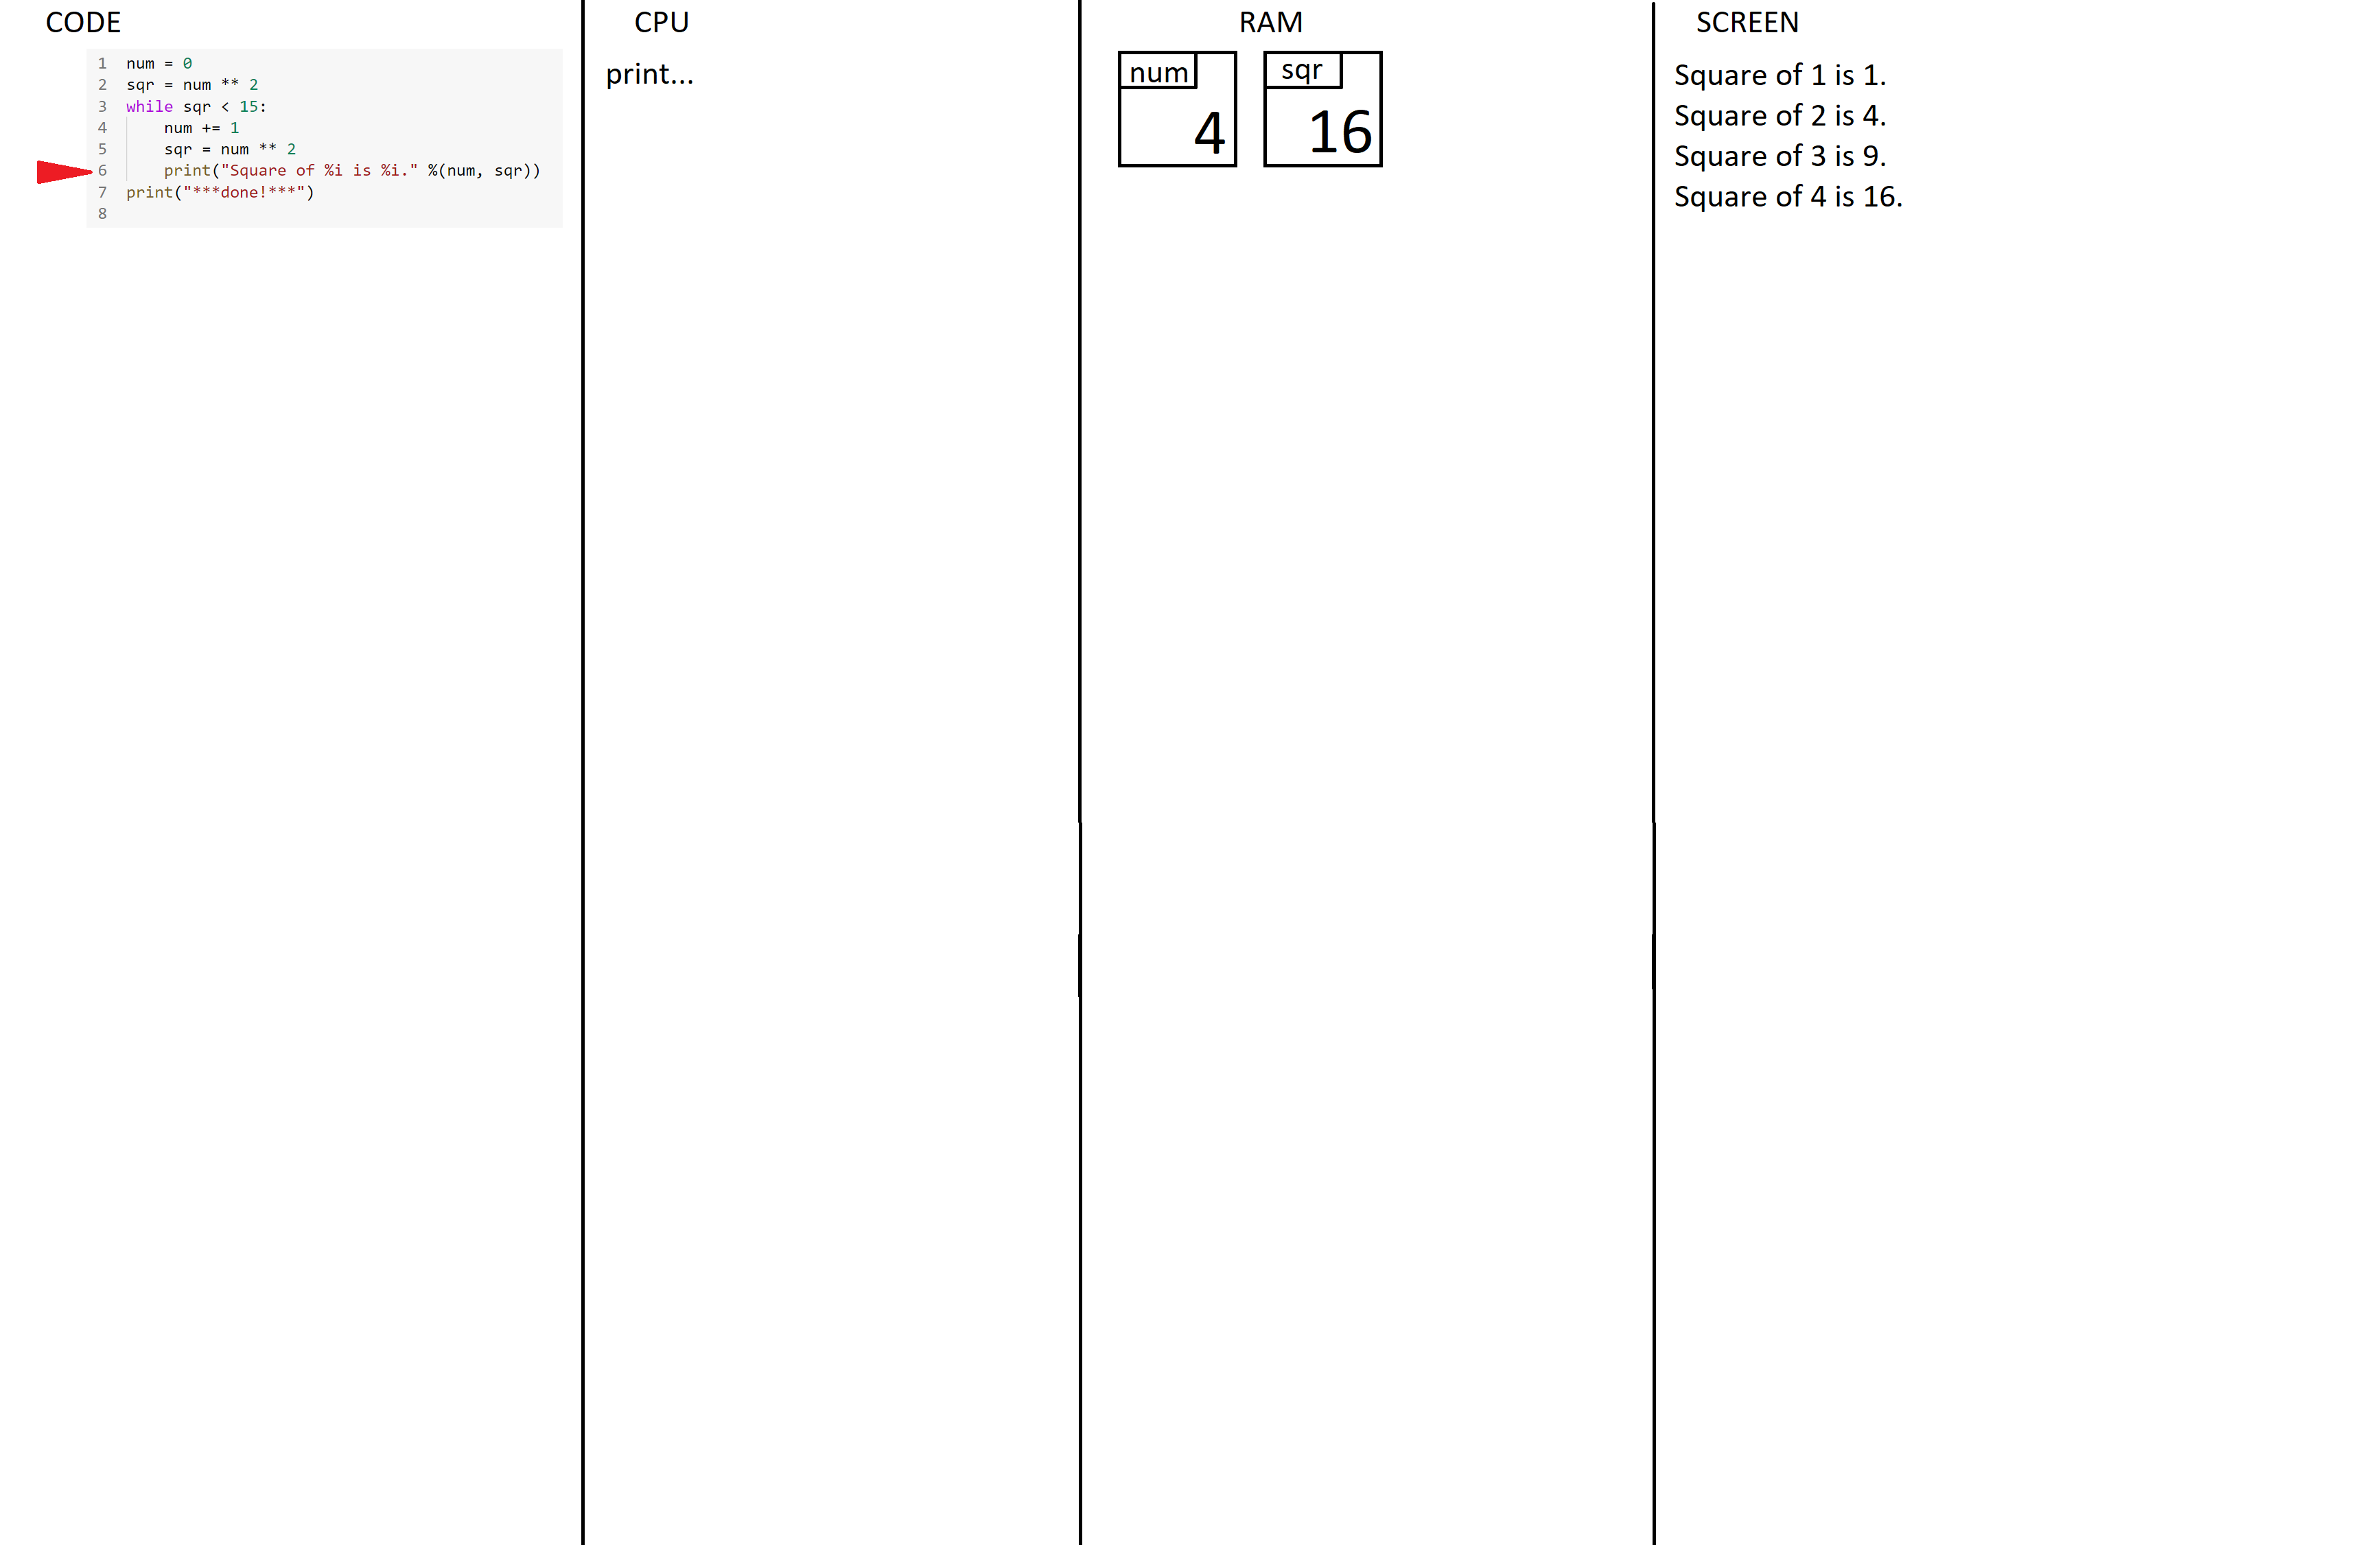 CODE
1 num = 0
2 sqr = num ** 2
3 while sqr < 15:
4     num += 1
5     sqr = num ** 2
6     print("Square of %i is %i." %(num, sqr))
7 print("***done!***")
8
CPU
print...
RAM
num
4
sqr
16
SCREEN
Square of 1 is 1.
Square of 2 is 4.
Square of 3 is 9.
Square of 4 is 16.